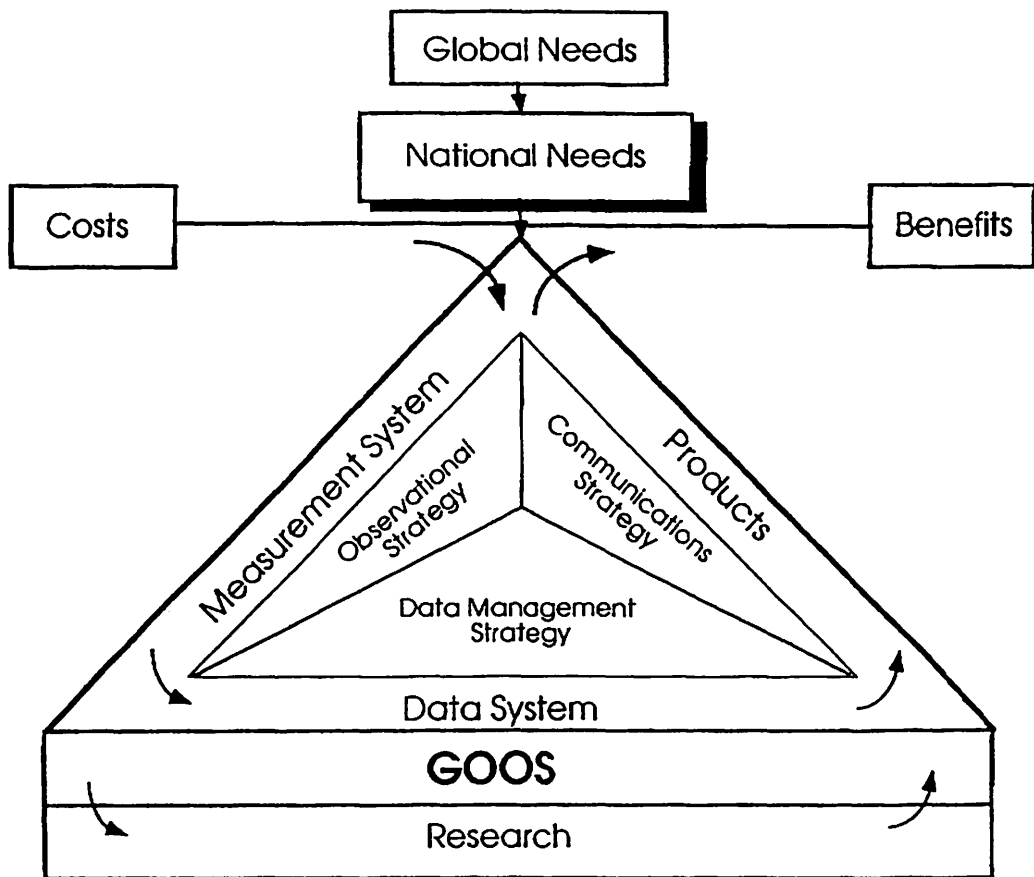 Global Needs
National Needs
Costs
Benefits
Measurement System
Products
Observational
Strategy
Communications
Strategy
Data Management
Strategy
Data System
GOOS
Research